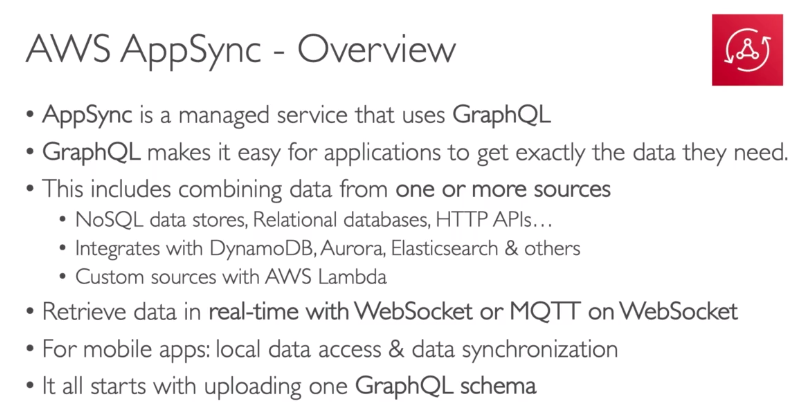 AWS AppSync - Overview
• AppSync is a managed service that uses GraphQL
• GraphQL makes it easy for applications to get exactly the data they need.
• This includes combining data from one or more sources
• NoSQL data stores, Relational databases, HTTP APIs…
• Integrates with DynamoDB, Aurora, Elasticsearch & others
• Custom sources with AWS Lambda
• Retrieve data in real-time with WebSocket or MQTT on WebSocket
• For mobile apps: local data access & data synchronization
• It all starts with uploading one GraphQL schema